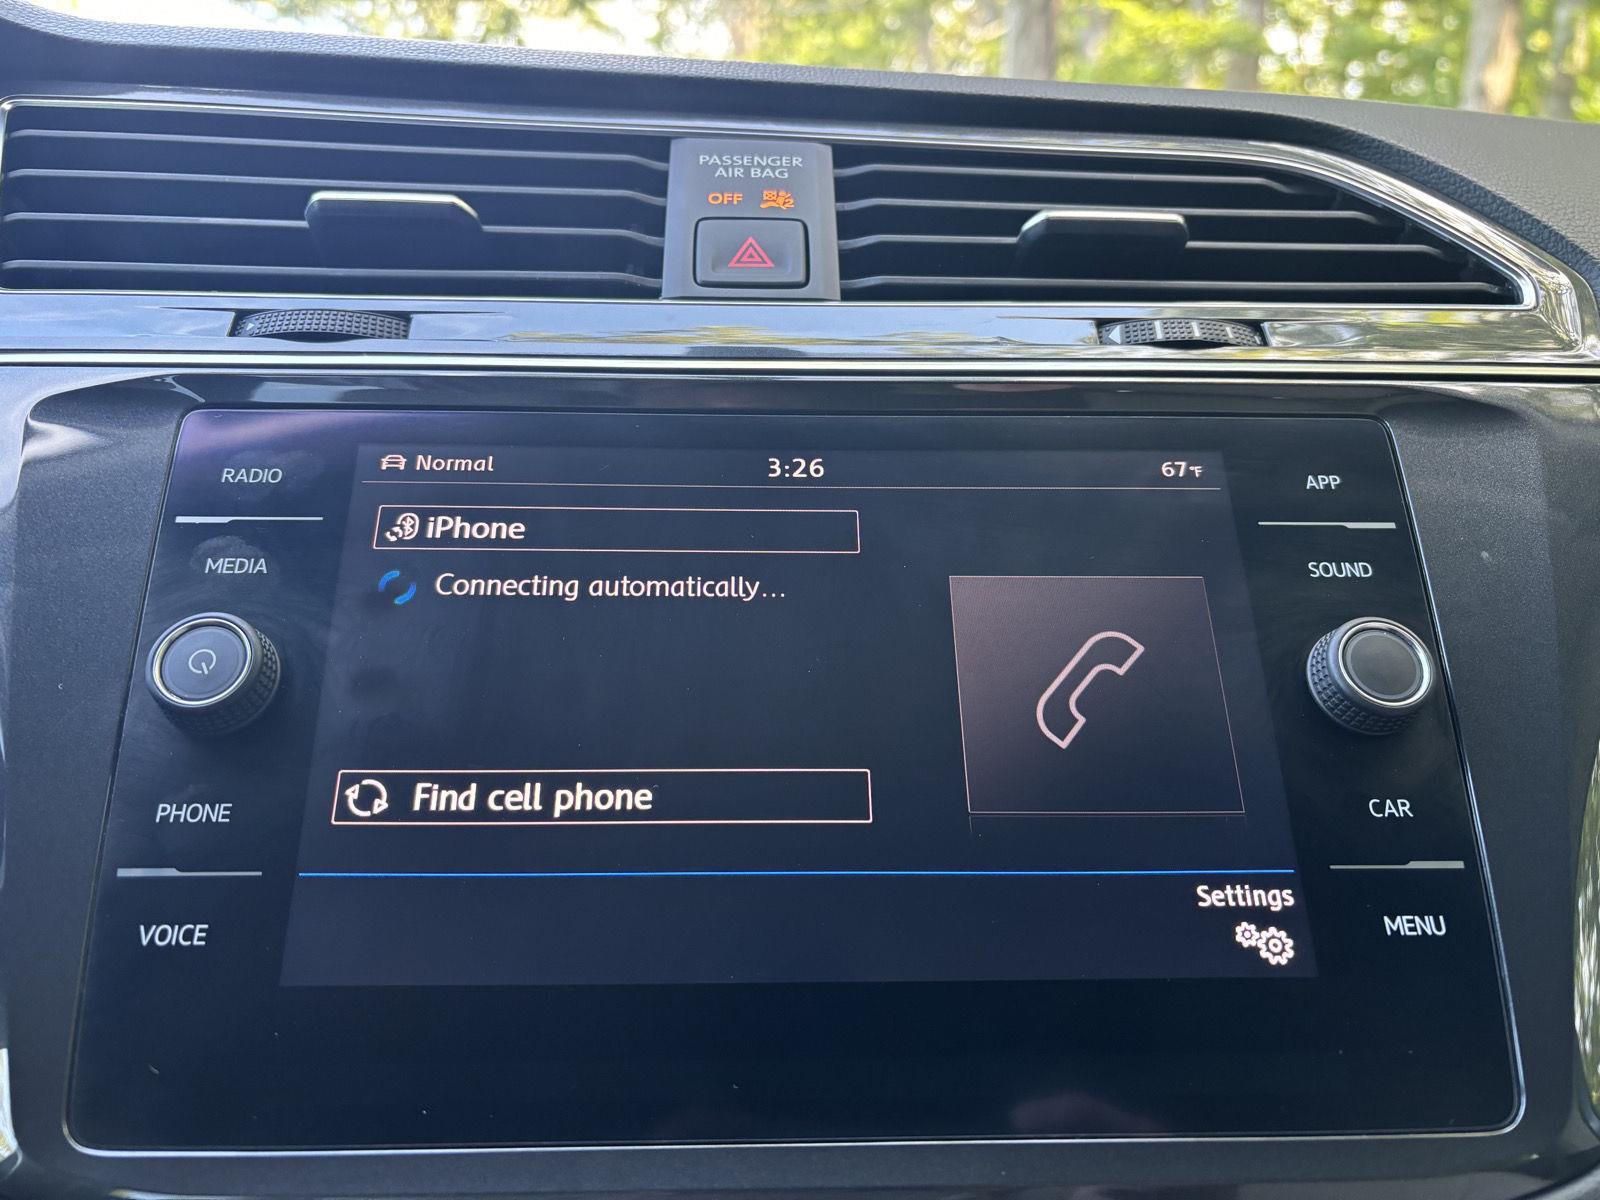 PASSENGER
AIR BAG
OFF 2
Normal 3:26 67°F
RADIO
MEDIA
PHONE
VOICE
iPhone
Connecting automatically...
Find cell phone
Settings
APP
SOUND
CAR
MENU